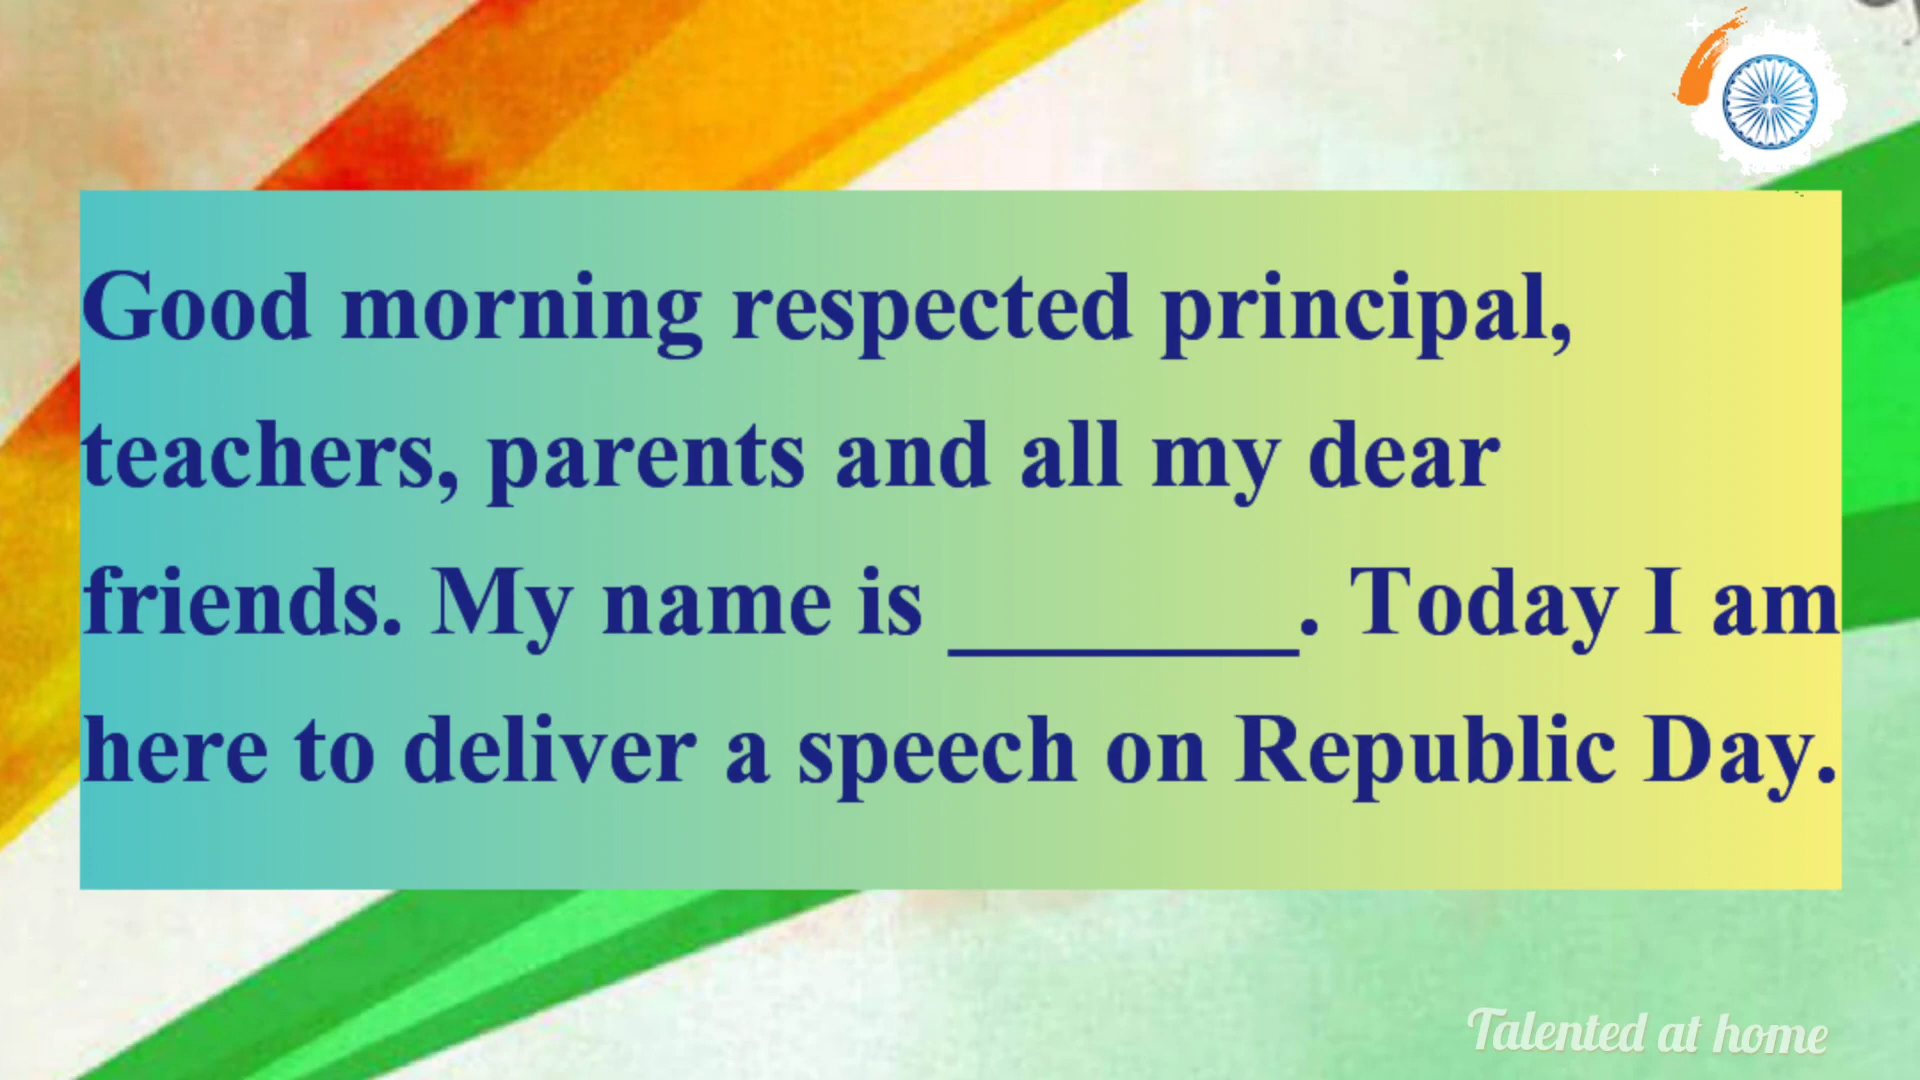 Good morning respected principal,
teachers, parents and all my dear
friends. My name is ________. Today I am
here to deliver a speech on Republic Day.
Talented at home